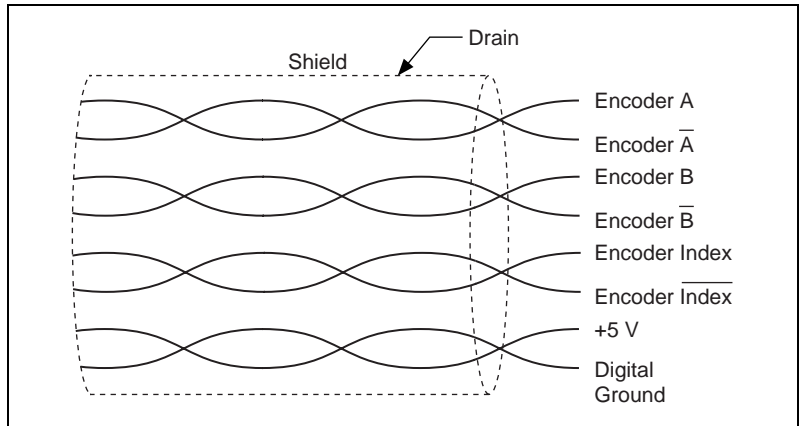 Drain
Shield
Encoder A
Encoder A̅
Encoder B
Encoder B̅
Encoder Index
Encoder I̅n̅d̅e̅x̅
+5 V
Digital
Ground